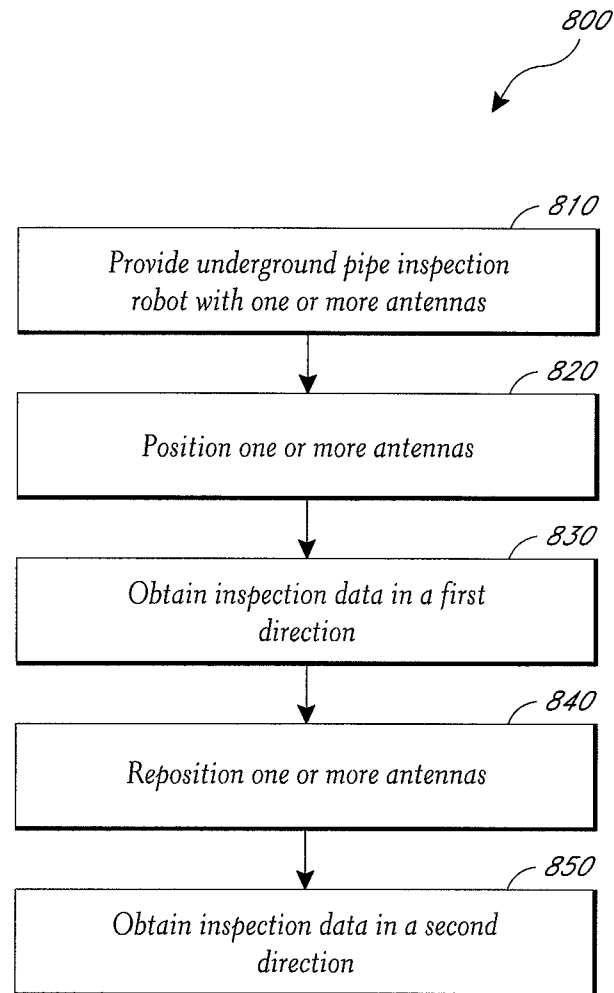 800
810
Provide underground pipe inspection
robot with one or more antennas
820
Position one or more antennas
830
Obtain inspection data in a first
direction
840
Reposition one or more antennas
850
Obtain inspection data in a second
direction